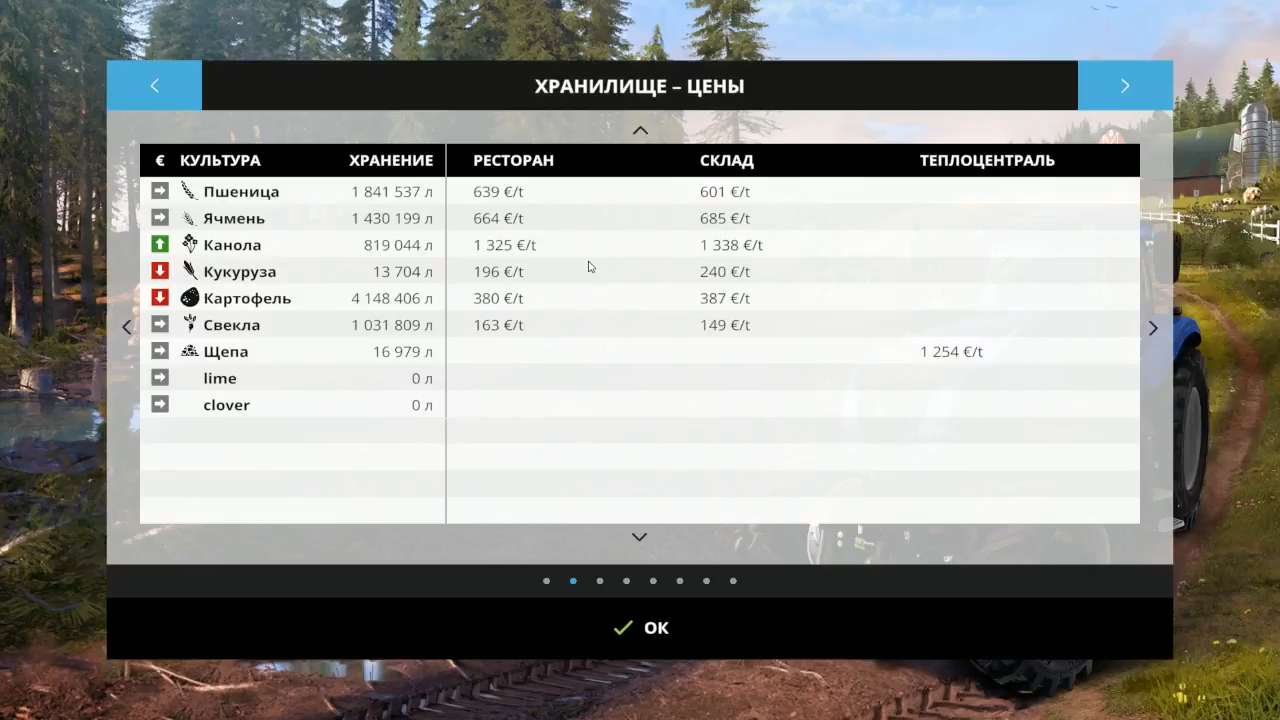 ХРАНИЛИЩЕ – ЦЕНЫ
€ КУЛЬТУРА ХРАНЕНИЕ РЕСТОРАН СКЛАД ТЕПЛОЦЕНТРАЛЬ
Пшеница 1 841 537 л 639 €/t 601 €/t
Ячмень 1 430 199 л 664 €/t 685 €/t
Канола 819 044 л 1 325 €/t 1 338 €/t
Кукуруза 13 704 л 196 €/t 240 €/t
Картофель 4 148 406 л 380 €/t 387 €/t
Свекла 1 031 809 л 163 €/t 149 €/t
Щепа 16 979 л 1 254 €/t
lime 0 л
clover 0 л
ОК